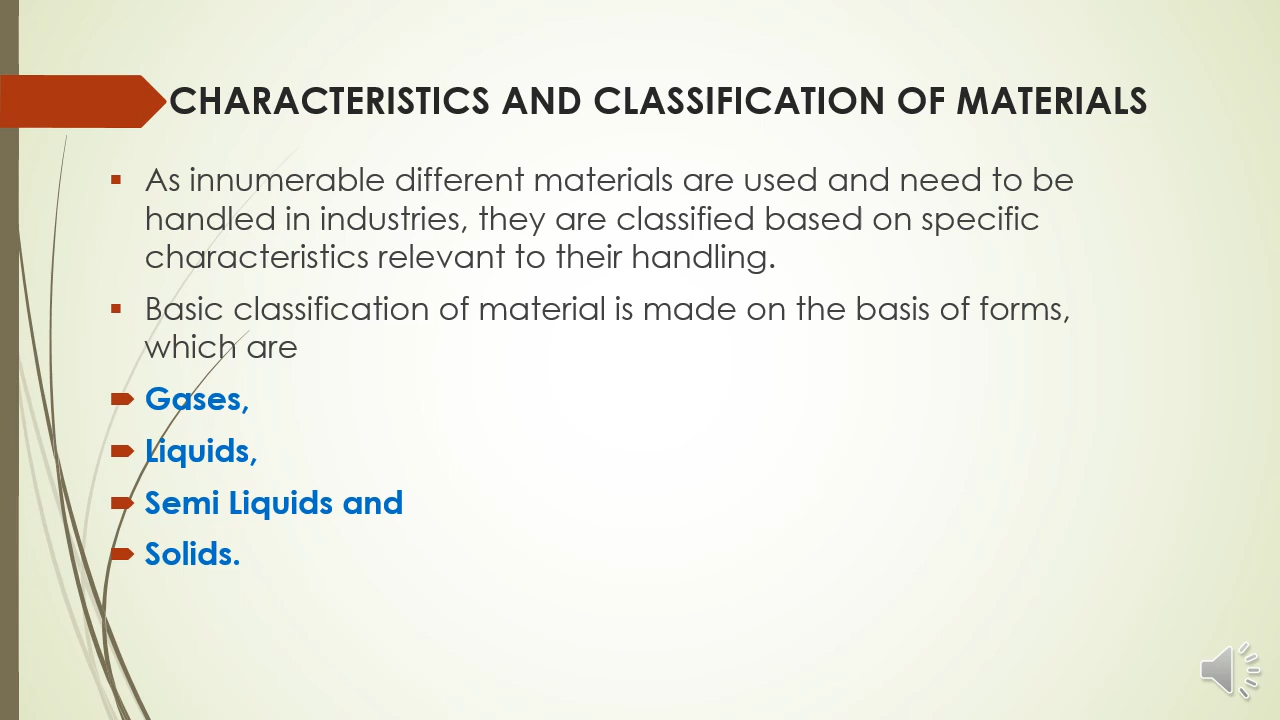 CHARACTERISTICS AND CLASSIFICATION OF MATERIALS
As innumerable different materials are used and need to be
handled in industries, they are classified based on specific
characteristics relevant to their handling.
Basic classification of material is made on the basis of forms,
which are
Gases,
Liquids,
Semi Liquids and
Solids.